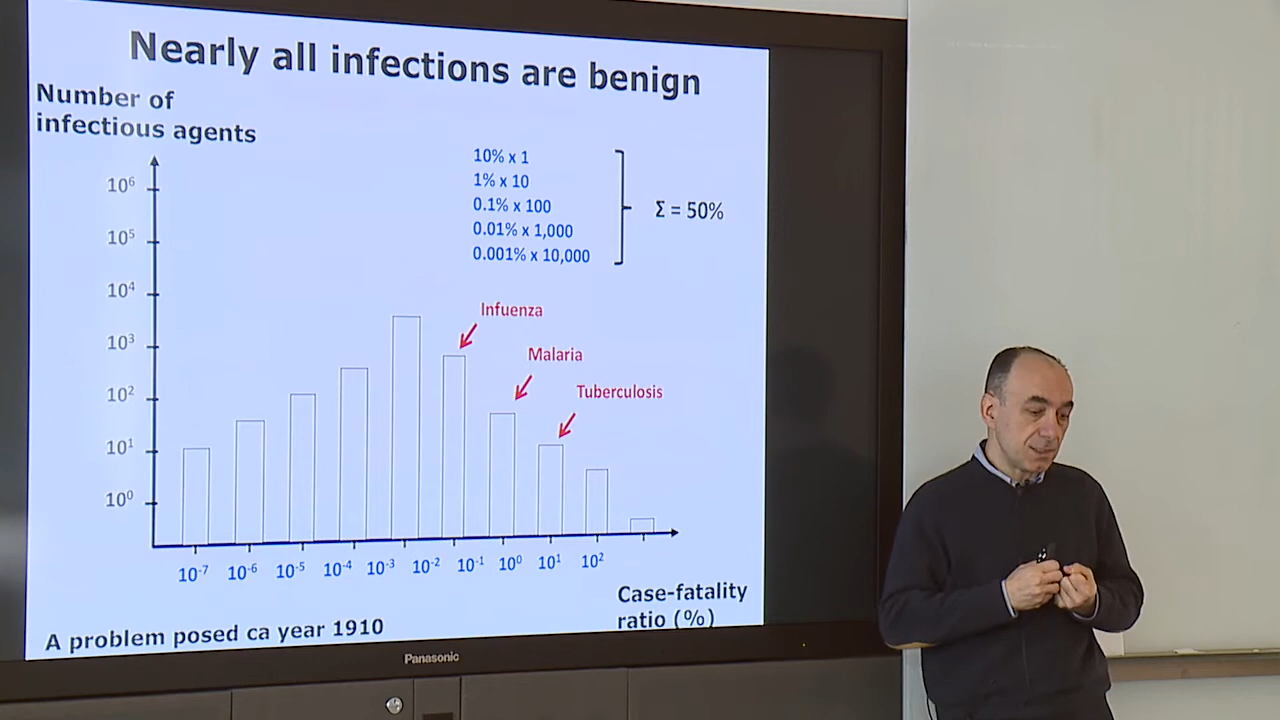 Nearly all infections are benign
Number of
infectious agents
10% x 1
1% x 10
0.1% x 100
0.01% x 1,000
0.001% x 10,000
Σ = 50%
10⁶
10⁵
10⁴
10³
10²
10¹
10⁰
Infuenza
Malaria
Tuberculosis
10⁻⁷ 10⁻⁶ 10⁻⁵ 10⁻⁴ 10⁻³ 10⁻² 10⁻¹ 10⁰ 10¹ 10²
Case-fatality
ratio (%)
A problem posed ca year 1910
Panasonic